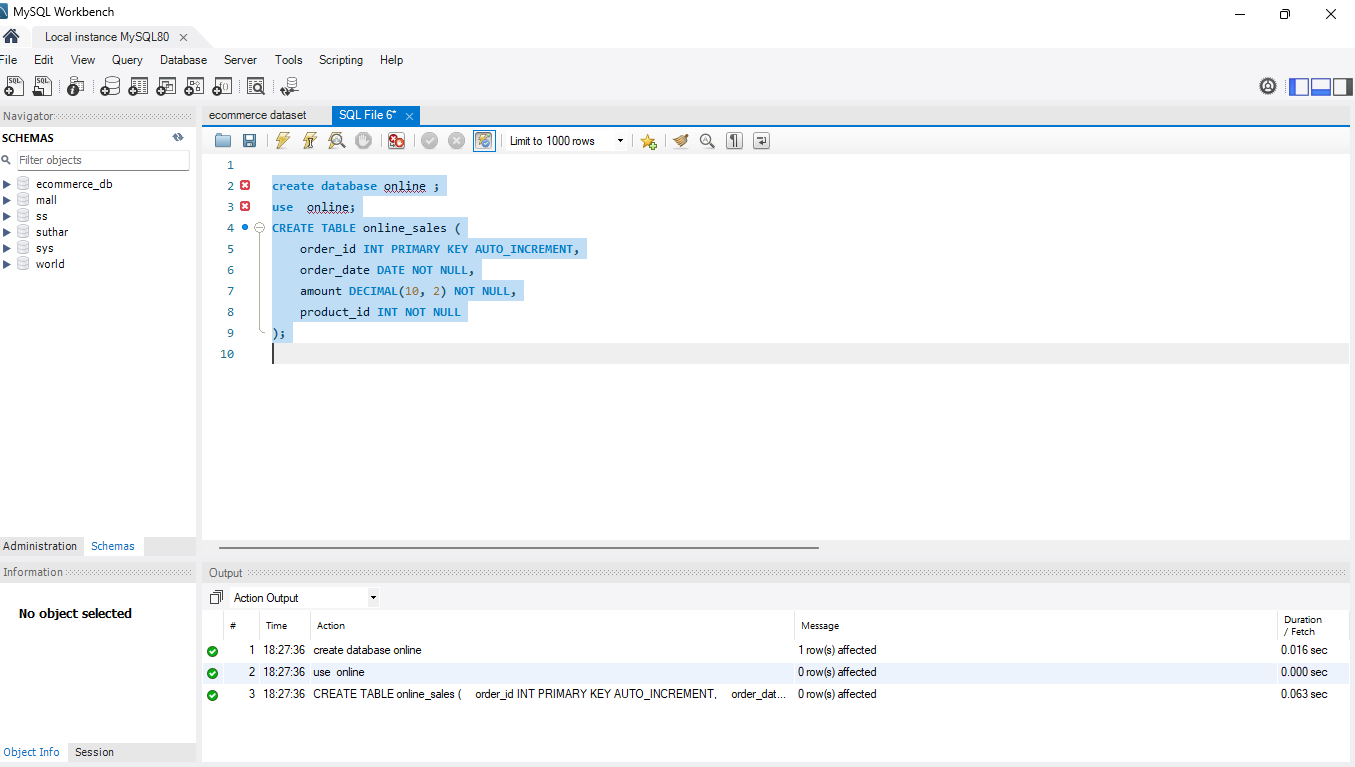 MySQL Workbench
Local instance MySQL80
File Edit View Query Database Server Tools Scripting Help
Navigator
SCHEMAS
Filter objects
ecommerce_db
mall
ss
suthar
sys
world
Administration Schemas
Information
No object selected
Object Info Session
ecommerce dataset SQL File 6*
Limit to 1000 rows
1
2 create database online ;
3 use  online;
4 CREATE TABLE online_sales (
5     order_id INT PRIMARY KEY AUTO_INCREMENT,
6     order_date DATE NOT NULL,
7     amount DECIMAL(10, 2) NOT NULL,
8     product_id INT NOT NULL
9 );
10
Output
Action Output
# Time Action Message Duration / Fetch
1 18:27:36 create database online 1 row(s) affected 0.016 sec
2 18:27:36 use  online 0 row(s) affected 0.000 sec
3 18:27:36 CREATE TABLE online_sales (     order_id INT PRIMARY KEY AUTO_INCREMENT,     order_dat... 0 row(s) affected 0.063 sec